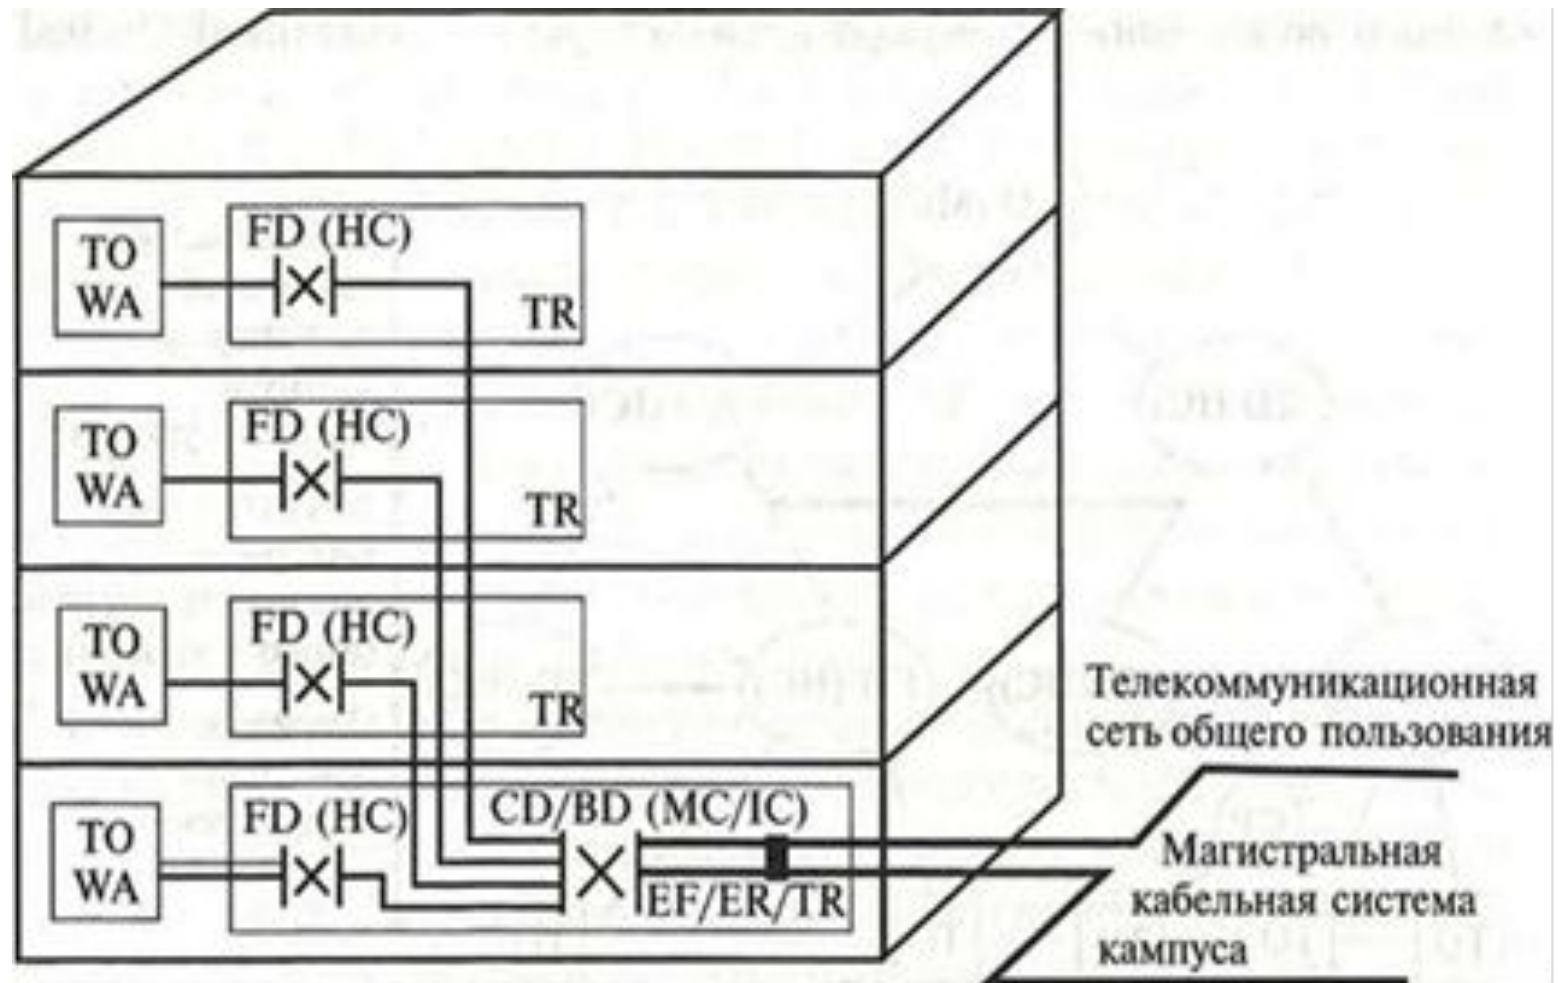 TO
WA
FD (HC)
TR
TO
WA
FD (HC)
TR
TO
WA
FD (HC)
TR
TO
WA
FD (HC)
CD/BD (MC/IC)
EF/ER/TR
Телекоммуникационная
сеть общего пользования
Магистральная
кабельная система
кампуса